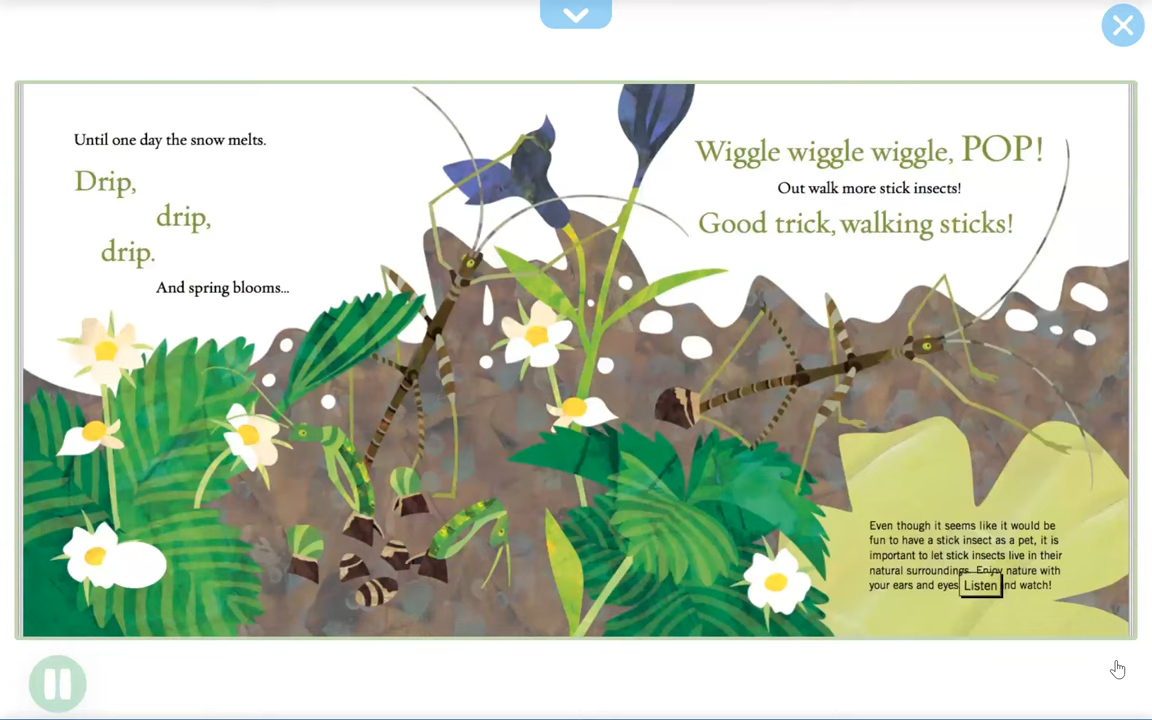 Until one day the snow melts.
Drip,
drip,
drip.
And spring blooms...
Wiggle wiggle wiggle, POP!
Out walk more stick insects!
Good trick, walking sticks!
Even though it seems like it would be
fun to have a stick insect as a pet, it is
important to let stick insects live in their
natural surroundings. Enjoy nature with
your ears and eyes Listen nd watch!